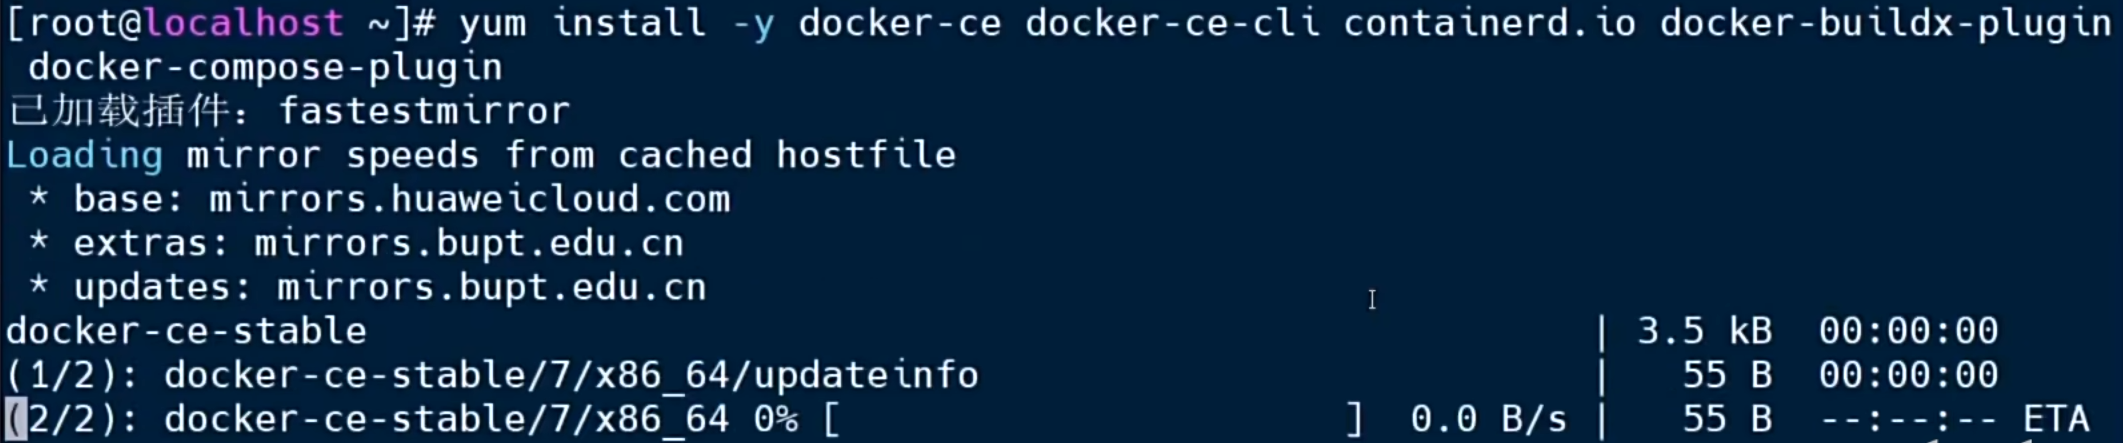 [root@localhost ~]# yum install -y docker-ce docker-ce-cli containerd.io docker-buildx-plugin
docker-compose-plugin
已加载插件：fastestmirror
Loading mirror speeds from cached hostfile
* base: mirrors.huaweicloud.com
* extras: mirrors.bupt.edu.cn
* updates: mirrors.bupt.edu.cn
docker-ce-stable | 3.5 kB 00:00:00
(1/2): docker-ce-stable/7/x86_64/updateinfo | 55 B 00:00:00
(2/2): docker-ce-stable/7/x86_64 0% [ ] 0.0 B/s | 55 B --:--:-- ETA